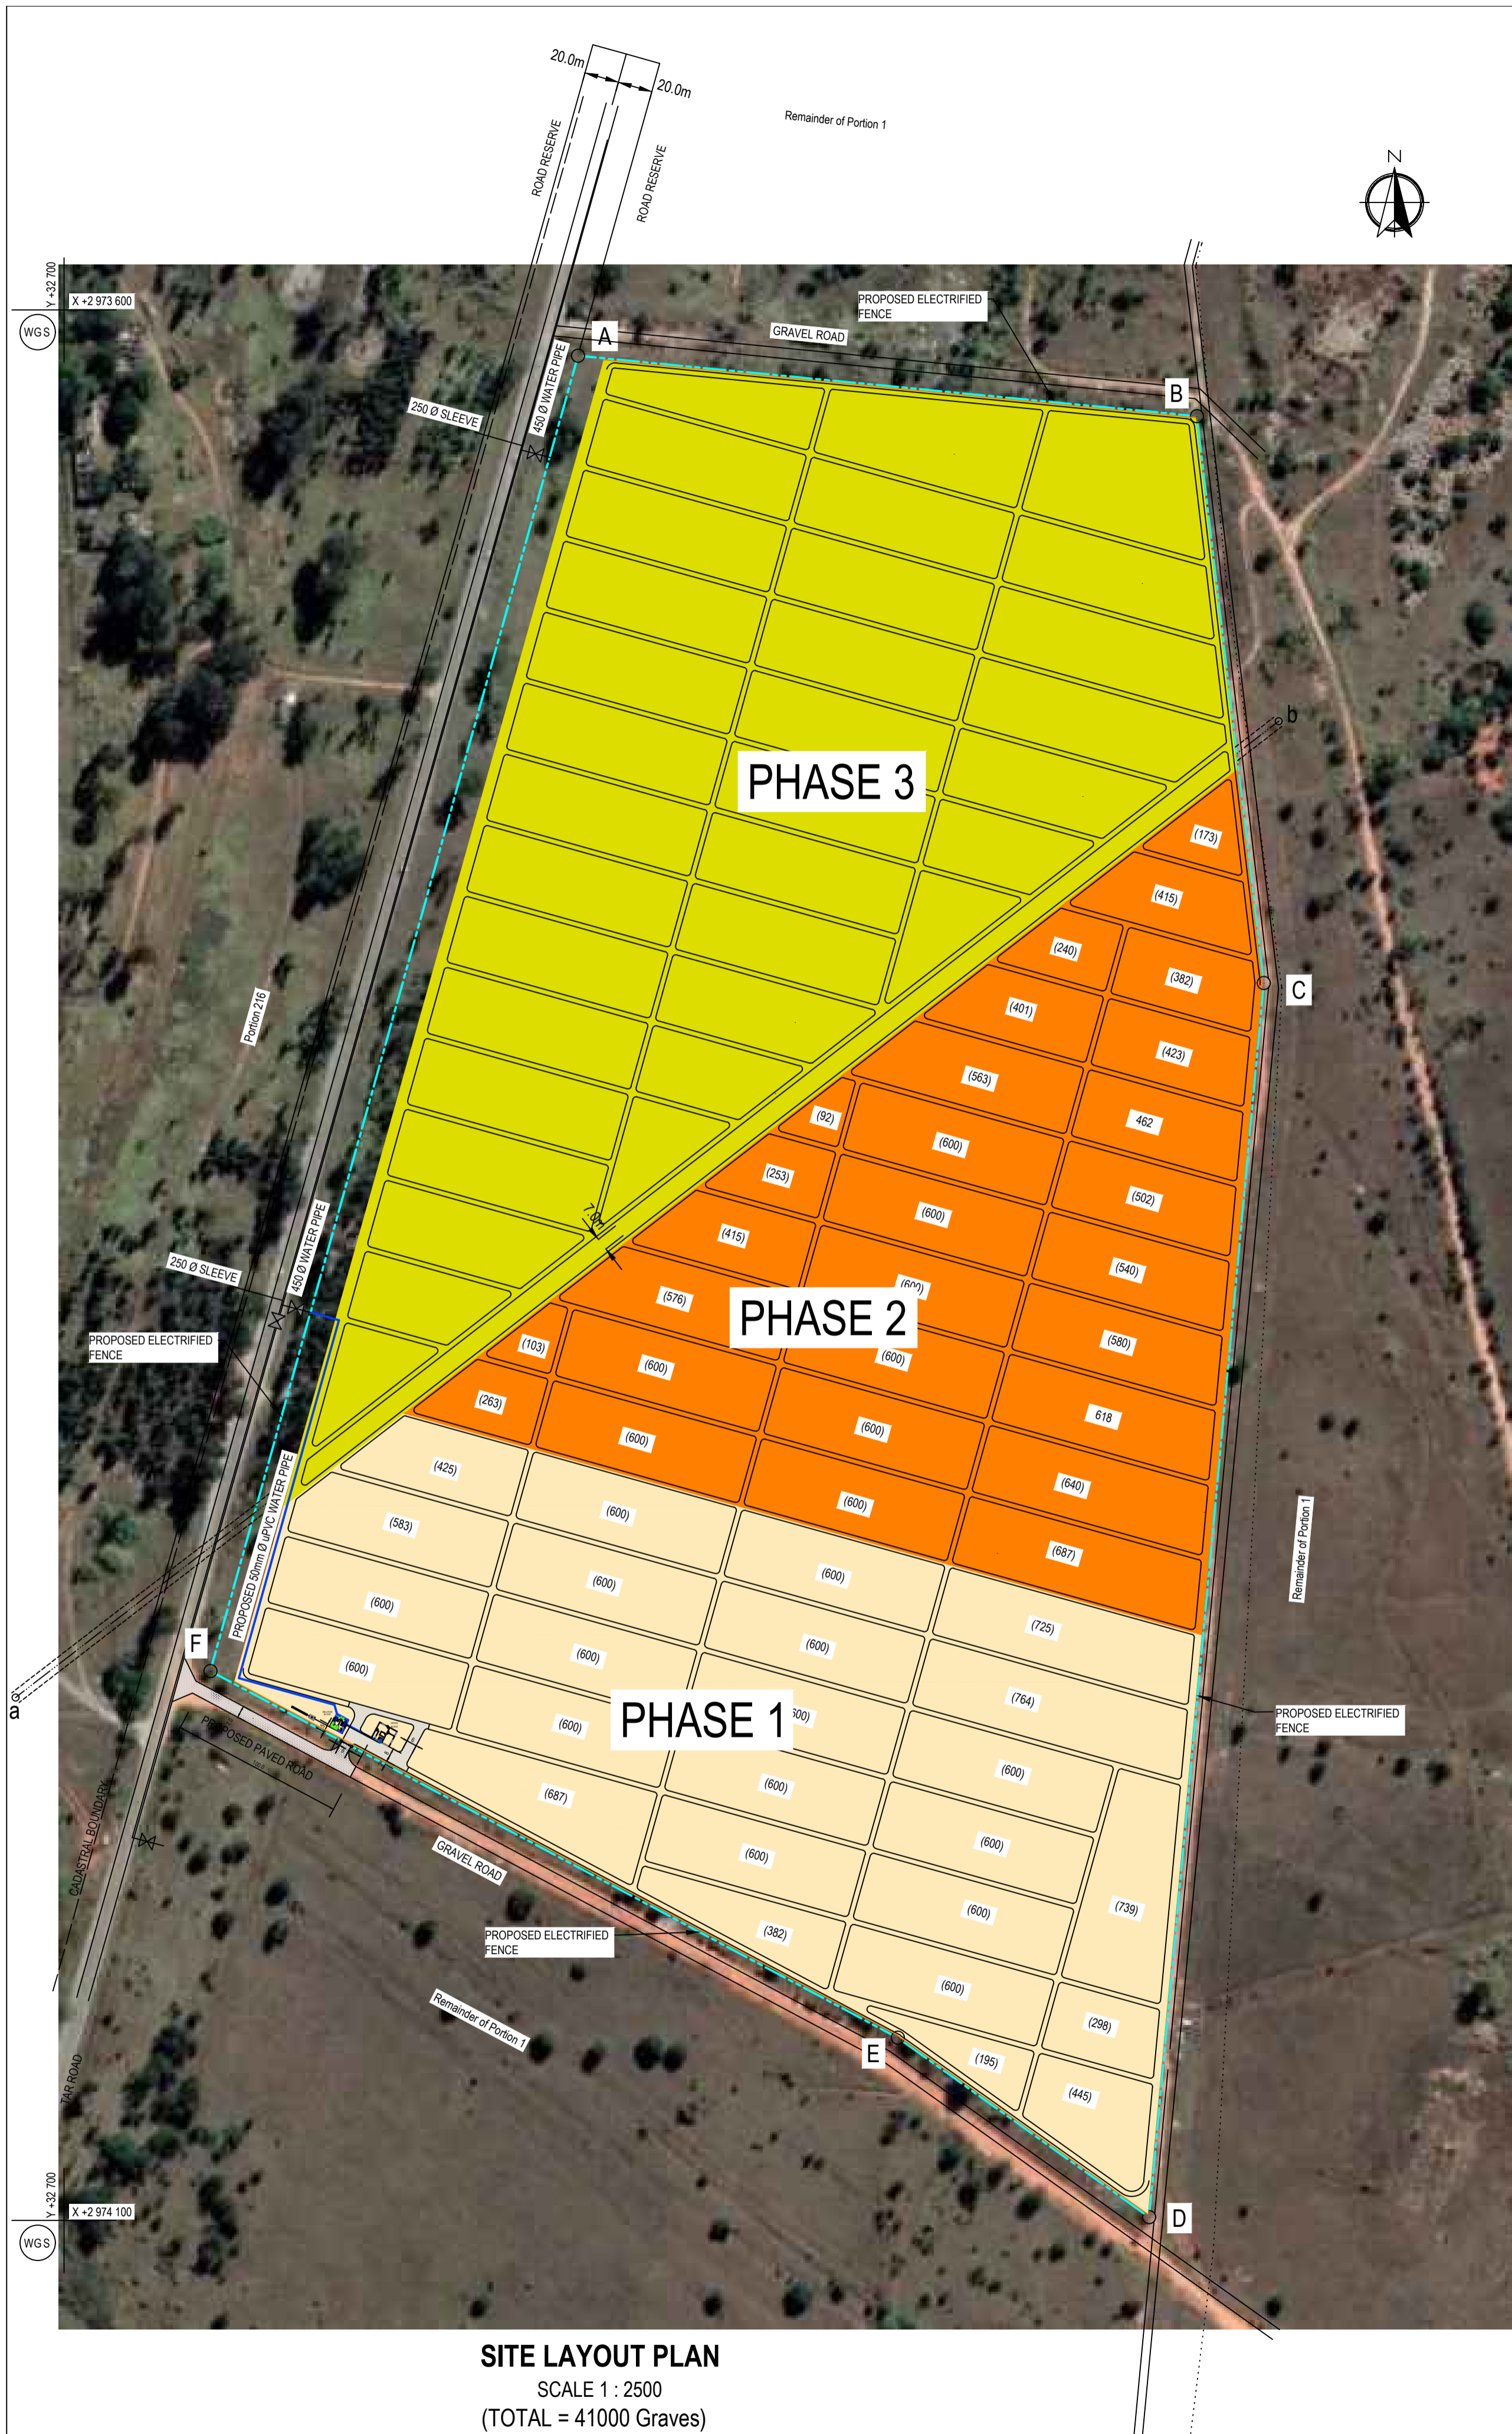 20.0m
20.0m
Remainder of Portion 1
ROAD RESERVE
ROAD RESERVE
N
Y +32 700
X +2 973 600
WGS
PROPOSED ELECTRIFIED
FENCE
GRAVEL ROAD
A
B
450 Ø WATER PIPE
250 Ø SLEEVE
b
PHASE 3
(173)
(415)
(240)
(382)
C
(401)
Portion 216
(423)
(563)
462
(92)
(600)
(253)
(502)
(600)
7.0m
(415)
(540)
450 Ø WATER PIPE
250 Ø SLEEVE
(600)
(576)
PHASE 2
PROPOSED ELECTRIFIED
FENCE
(103)
(580)
(600)
(600)
(263)
618
(600)
(600)
(425)
(640)
(600)
(600)
(583)
(687)
Remainder of Portion 1
PROPOSED 50mm Ø uPVC WATER PIPE
(600)
(600)
(600)
(725)
F
(600)
(600)
(600)
(764)
a
PHASE 1
600)
PROPOSED ELECTRIFIED
FENCE
(600)
PROPOSED PAVED ROAD
(600)
(600)
(687)
CADASTRAL BOUNDARY
(600)
GRAVEL ROAD
(600)
(739)
(600)
(382)
PROPOSED ELECTRIFIED
FENCE
(600)
Remainder of Portion 1
(298)
E
(195)
(445)
TAR ROAD
Y +32 700
X +2 974 100
WGS
D
SITE LAYOUT PLAN
SCALE 1 : 2500
(TOTAL = 41000 Graves)